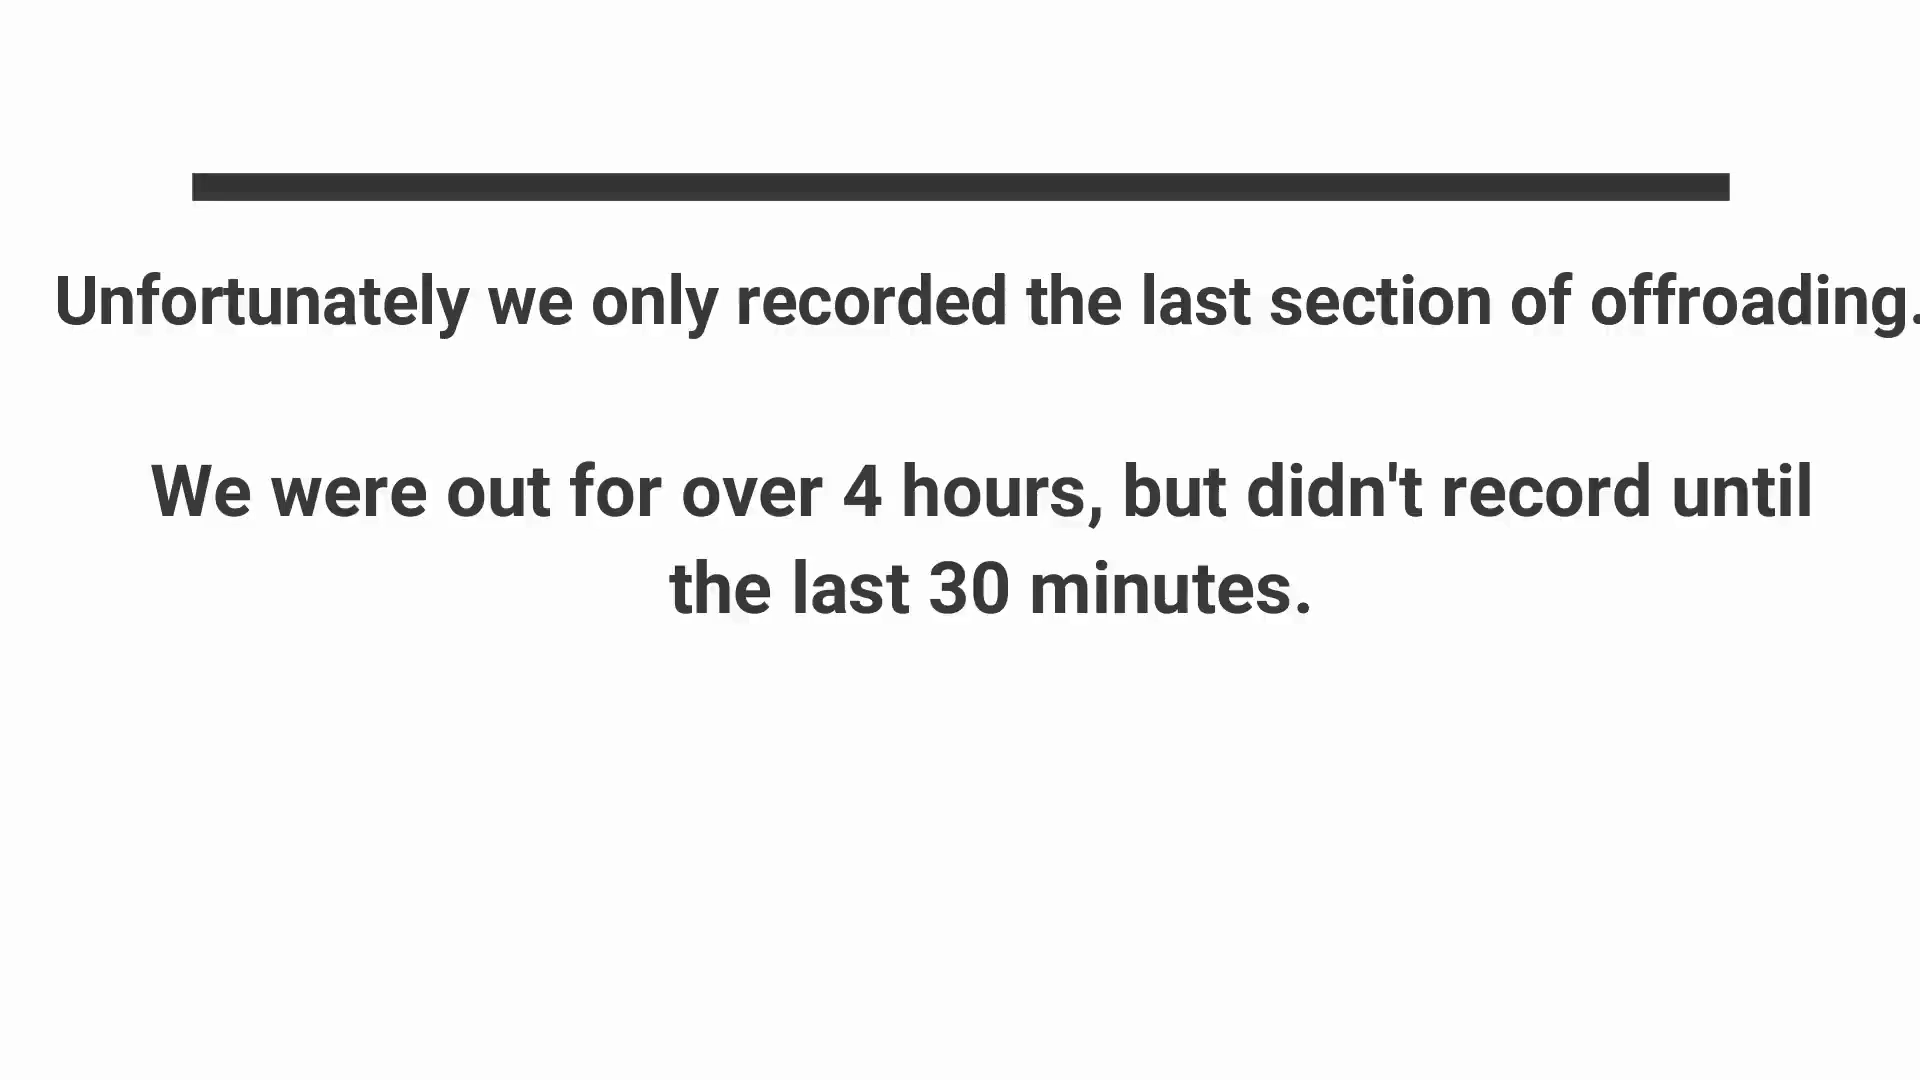 Unfortunately we only recorded the last section of offroading.
We were out for over 4 hours, but didn't record until
the last 30 minutes.